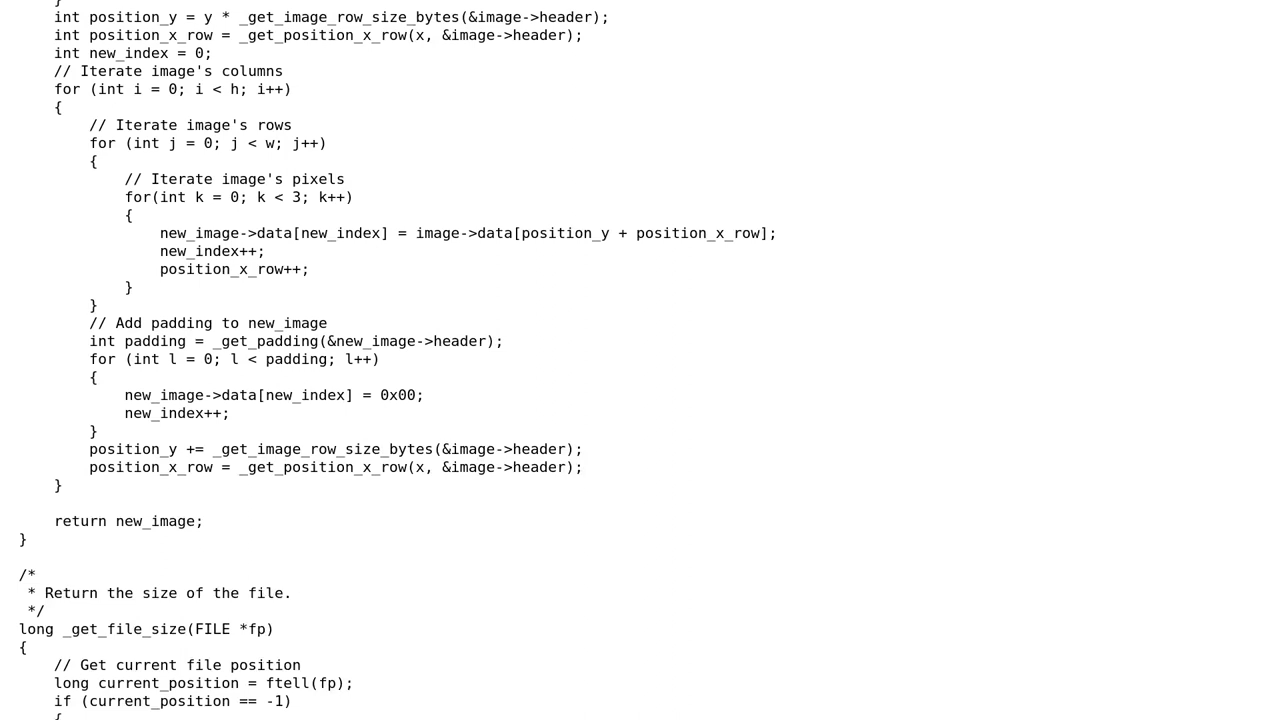 }
    int position_y = y * _get_image_row_size_bytes(&image->header);
    int position_x_row = _get_position_x_row(x, &image->header);
    int new_index = 0;
    // Iterate image's columns
    for (int i = 0; i < h; i++)
    {
        // Iterate image's rows
        for (int j = 0; j < w; j++)
        {
            // Iterate image's pixels
            for(int k = 0; k < 3; k++)
            {
                new_image->data[new_index] = image->data[position_y + position_x_row];
                new_index++;
                position_x_row++;
            }
        }
        // Add padding to new_image
        int padding = _get_padding(&new_image->header);
        for (int l = 0; l < padding; l++)
        {
            new_image->data[new_index] = 0x00;
            new_index++;
        }
        position_y += _get_image_row_size_bytes(&image->header);
        position_x_row = _get_position_x_row(x, &image->header);
    }

    return new_image;
}

/*
 * Return the size of the file.
 */
long _get_file_size(FILE *fp)
{
    // Get current file position
    long current_position = ftell(fp);
    if (current_position == -1)
    {